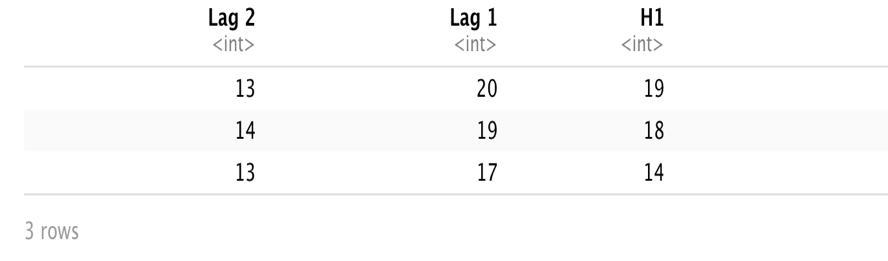 Lag 2 Lag 1 H1
<int> <int> <int>
13 20 19
14 19 18
13 17 14
3 rows